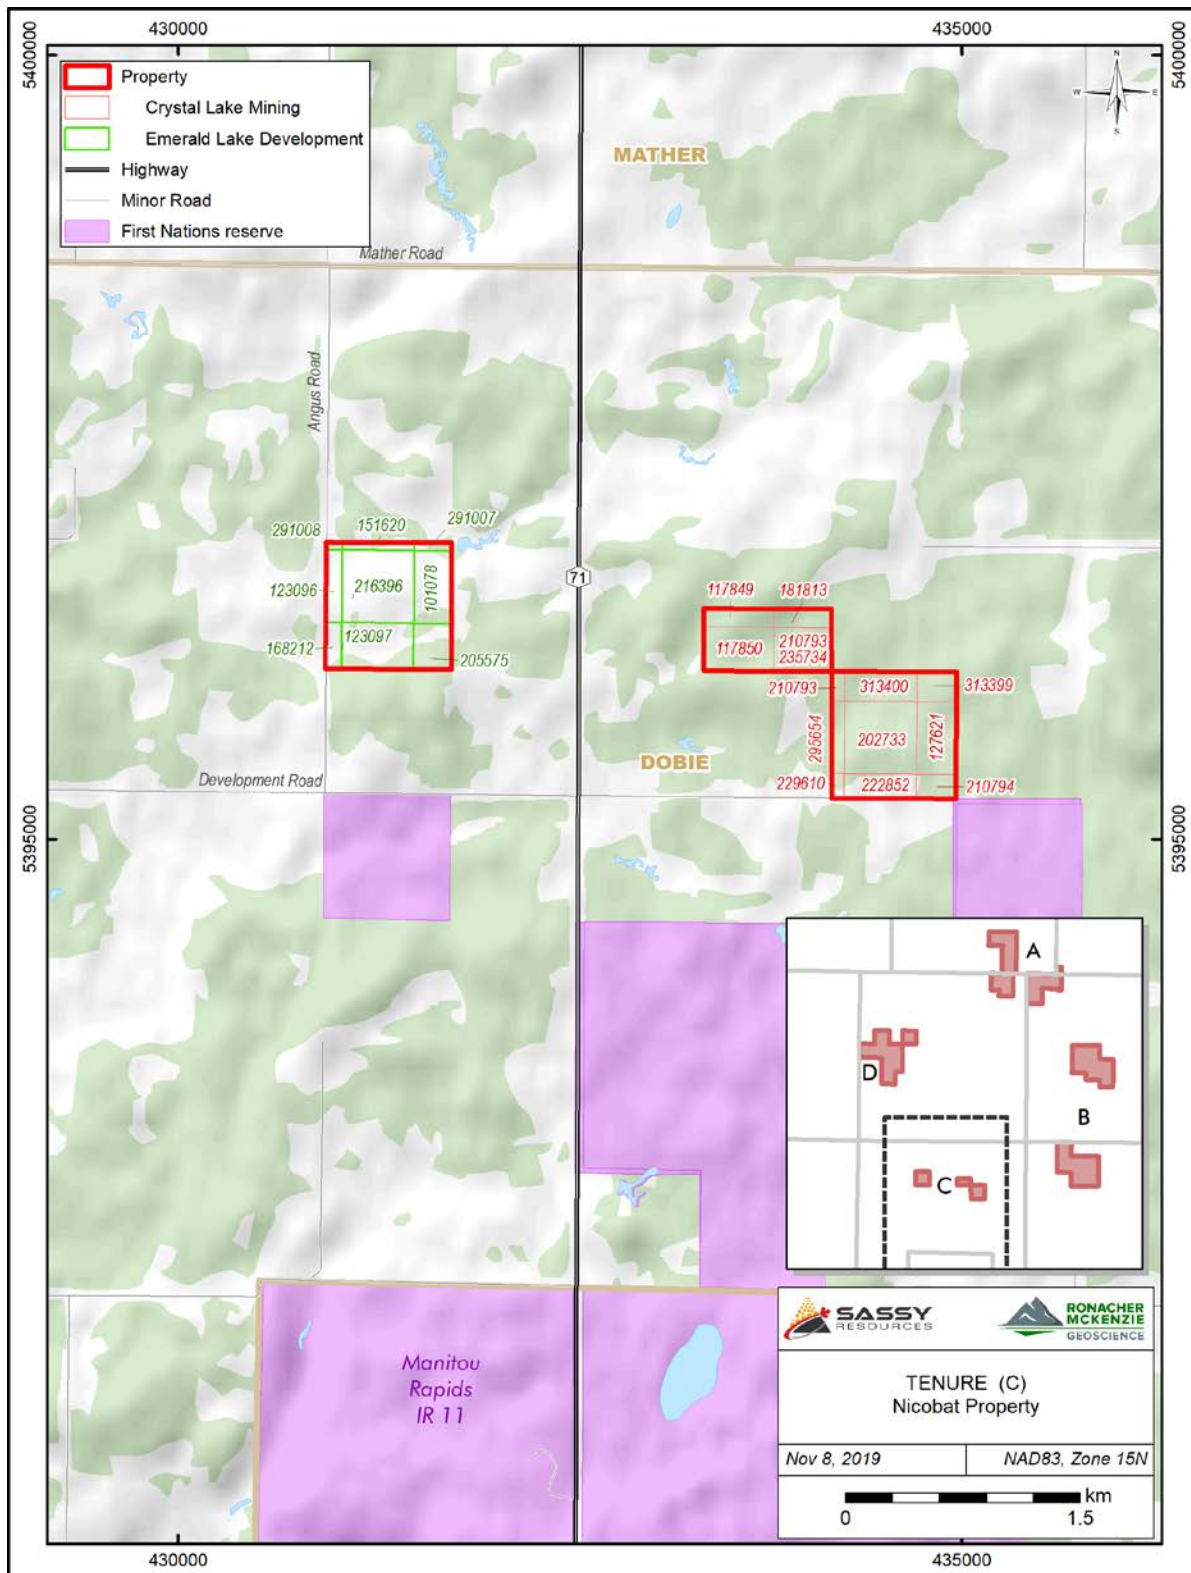 430000
435000
5400000
5400000
Property
Crystal Lake Mining
Emerald Lake Development
Highway
Minor Road
First Nations reserve
N
W
E
S
MATHER
Mather Road
Angus Road
291008
151620
291007
123096
216396
101078
168212
123097
205575
71
117849
181813
117850
210793
235734
210793
313400
313399
295654
202733
127621
229610
222852
210794
DOBIE
Development Road
5395000
5395000
A
D
B
C
Manitou
Rapids
IR 11
SASSY
RESOURCES
RONACHER
MCKENZIE
GEOSCIENCE
TENURE (C)
Nicobat Property
Nov 8, 2019
NAD83, Zone 15N
km
0
1.5
430000
435000